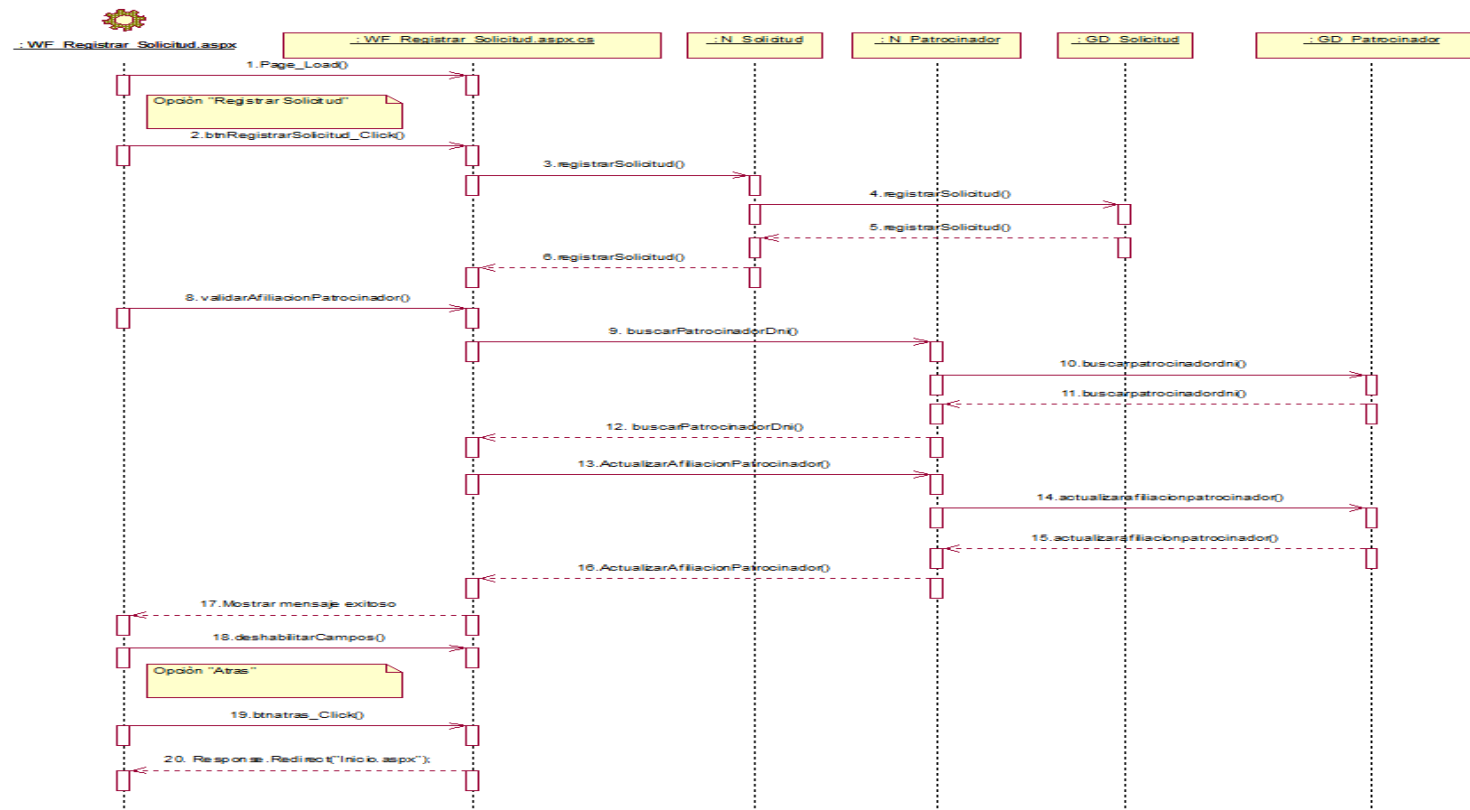 : WF_Registrar_Solicitud.aspx
: WF_Registrar_Solicitud.aspx.cs
: N_Solicitud
: N_Patrocinador
: GD_Solicitud
: GD_Patrocinador
1.Page_Load()
Opción "Registrar Solicitud"
2.btnRegistrarSolicitud_Click()
3.registrarSolicitud()
4.registrarSolicitud()
5.registrarSolicitud()
6.registrarSolicitud()
8.validarAfiliacionPatrocinador()
9. buscarPatrocinadorDni()
10.buscarpatrocinadordni()
11.buscarpatrocinadordni()
12. buscarPatrocinadorDni()
13.ActualizarAfiliacionPatrocinador()
14.actualizarafiliacionpatrocinador()
15.actualizarafiliacionpatrocinador()
16.ActualizarAfiliacionPatrocinador()
17.Mostrar mensaje exitoso
18.deshabilitarCampos()
Opción "Atras"
19.btnatras_Click()
20. Response.Redirect("Inicio.aspx");